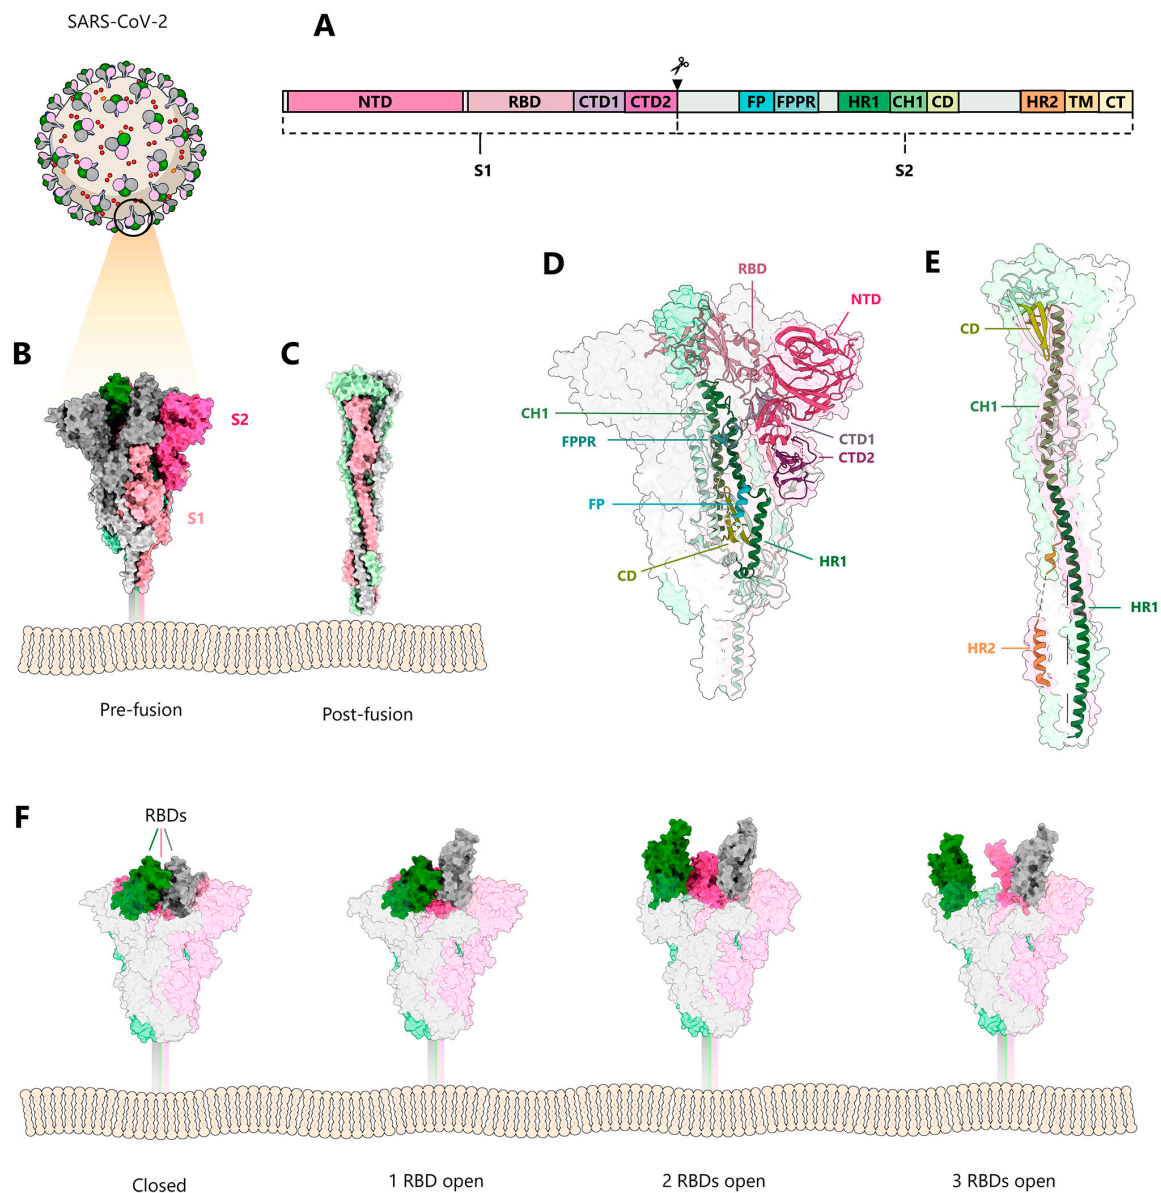 SARS-CoV-2
A
NTD RBD CTD1 CTD2 FP FPPR HR1 CH1 CD HR2 TM CT
S1 S2
B
S2
S1
C
D
RBD
NTD
CH1
FPPR
CTD1
CTD2
FP
CD
HR1
E
CD
CH1
HR1
HR2
Pre-fusion
Post-fusion
F
RBDs
Closed
1 RBD open
2 RBDs open
3 RBDs open